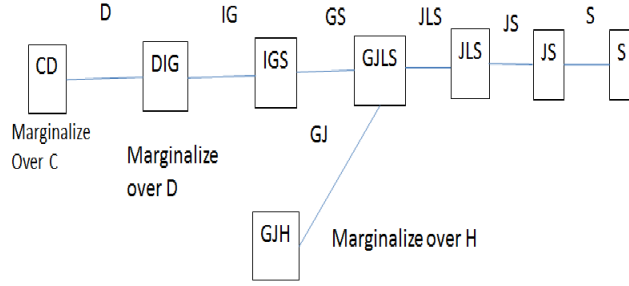 D IG GS JLS JS S
CD DIG IGS GJLS JLS JS S
Marginalize
Over C
Marginalize
over D
GJ
GJH
Marginalize over H